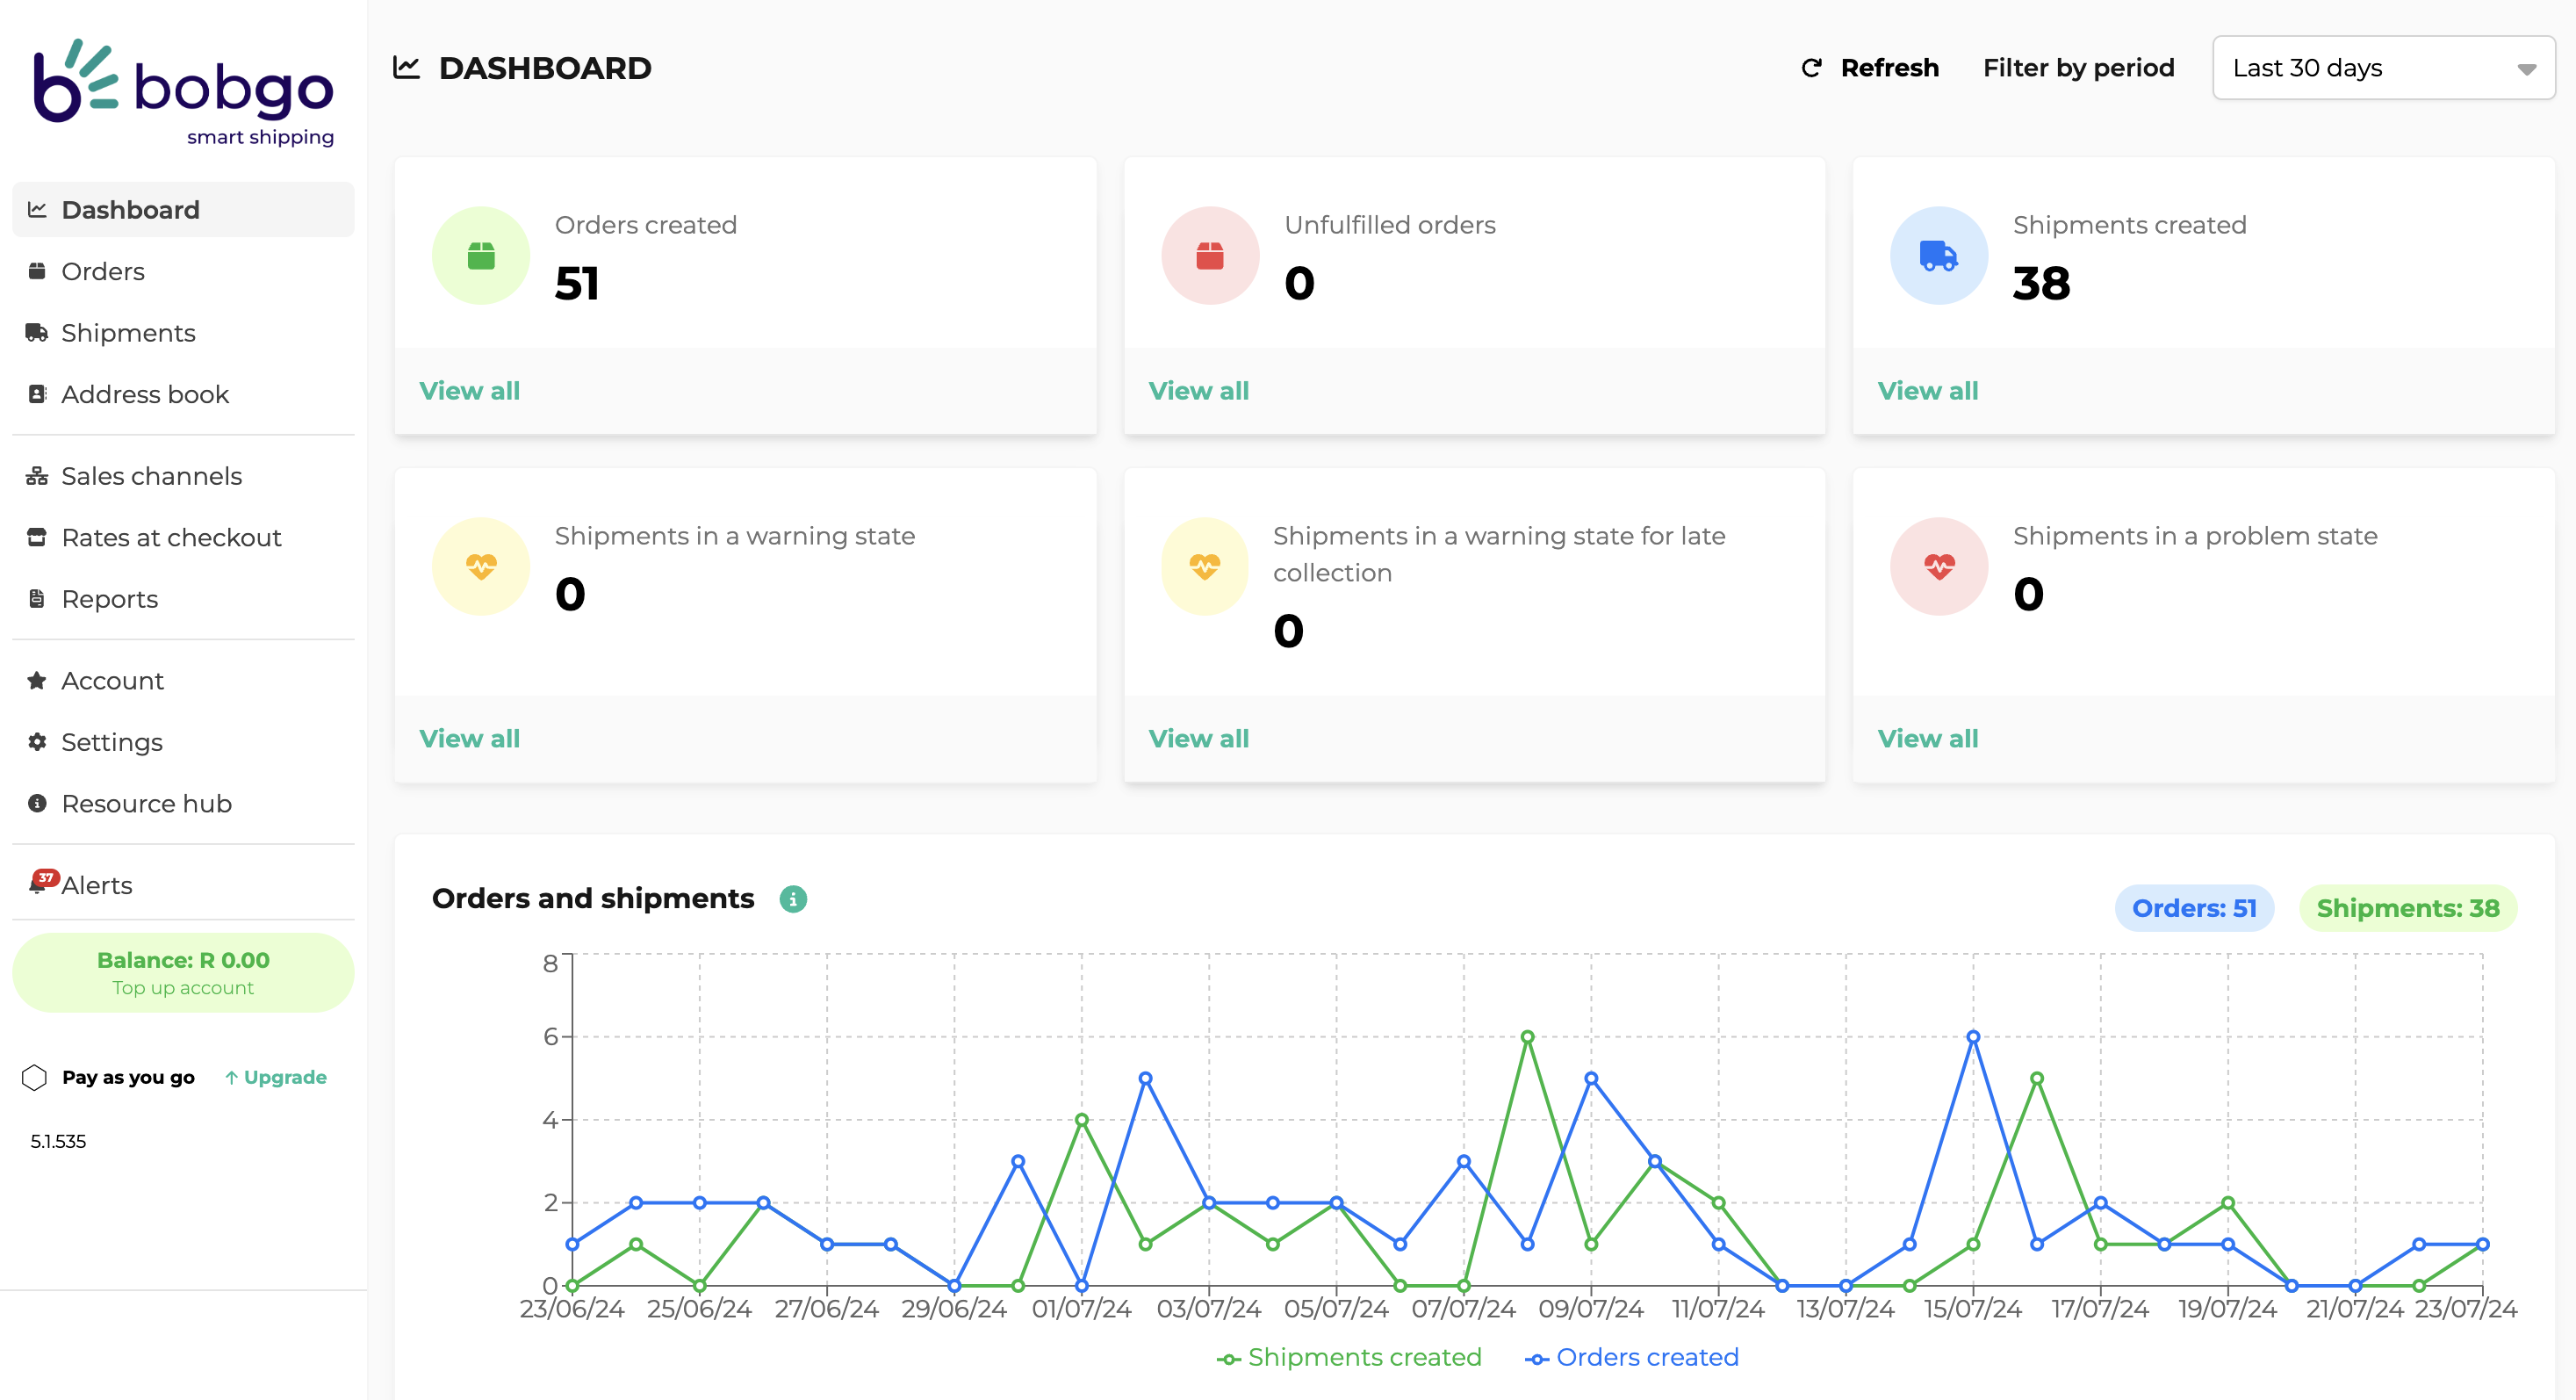 bobgo
smart shipping
Dashboard
Orders
Shipments
Address book
Sales channels
Rates at checkout
Reports
Account
Settings
Resource hub
37
Alerts
Balance: R 0.00
Top up account
Pay as you go ↑ Upgrade
5.1.535
DASHBOARD
Refresh
Filter by period
Last 30 days
Orders created
51
View all
Unfulfilled orders
0
View all
Shipments created
38
View all
Shipments in a warning state
0
View all
Shipments in a warning state for late
collection
0
View all
Shipments in a problem state
0
View all
Orders and shipments
Orders: 51
Shipments: 38
8
6
4
2
0
23/06/24 25/06/24 27/06/24 29/06/24 01/07/24 03/07/24 05/07/24 07/07/24 09/07/24 11/07/24 13/07/24 15/07/24 17/07/24 19/07/24 21/07/24 23/07/24
Shipments created Orders created